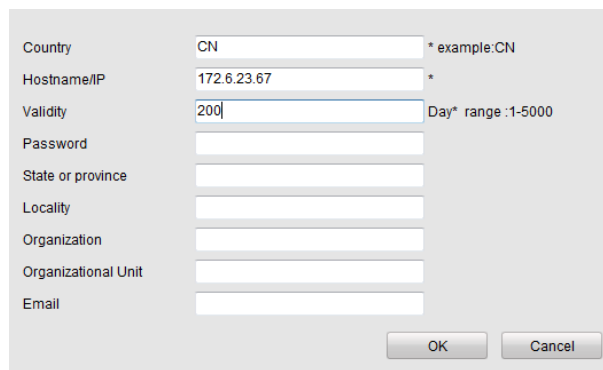 Country CN * example:CN
Hostname/IP 172.6.23.67 *
Validity 200 Day* range :1-5000
Password
State or province
Locality
Organization
Organizational Unit
Email
OK Cancel